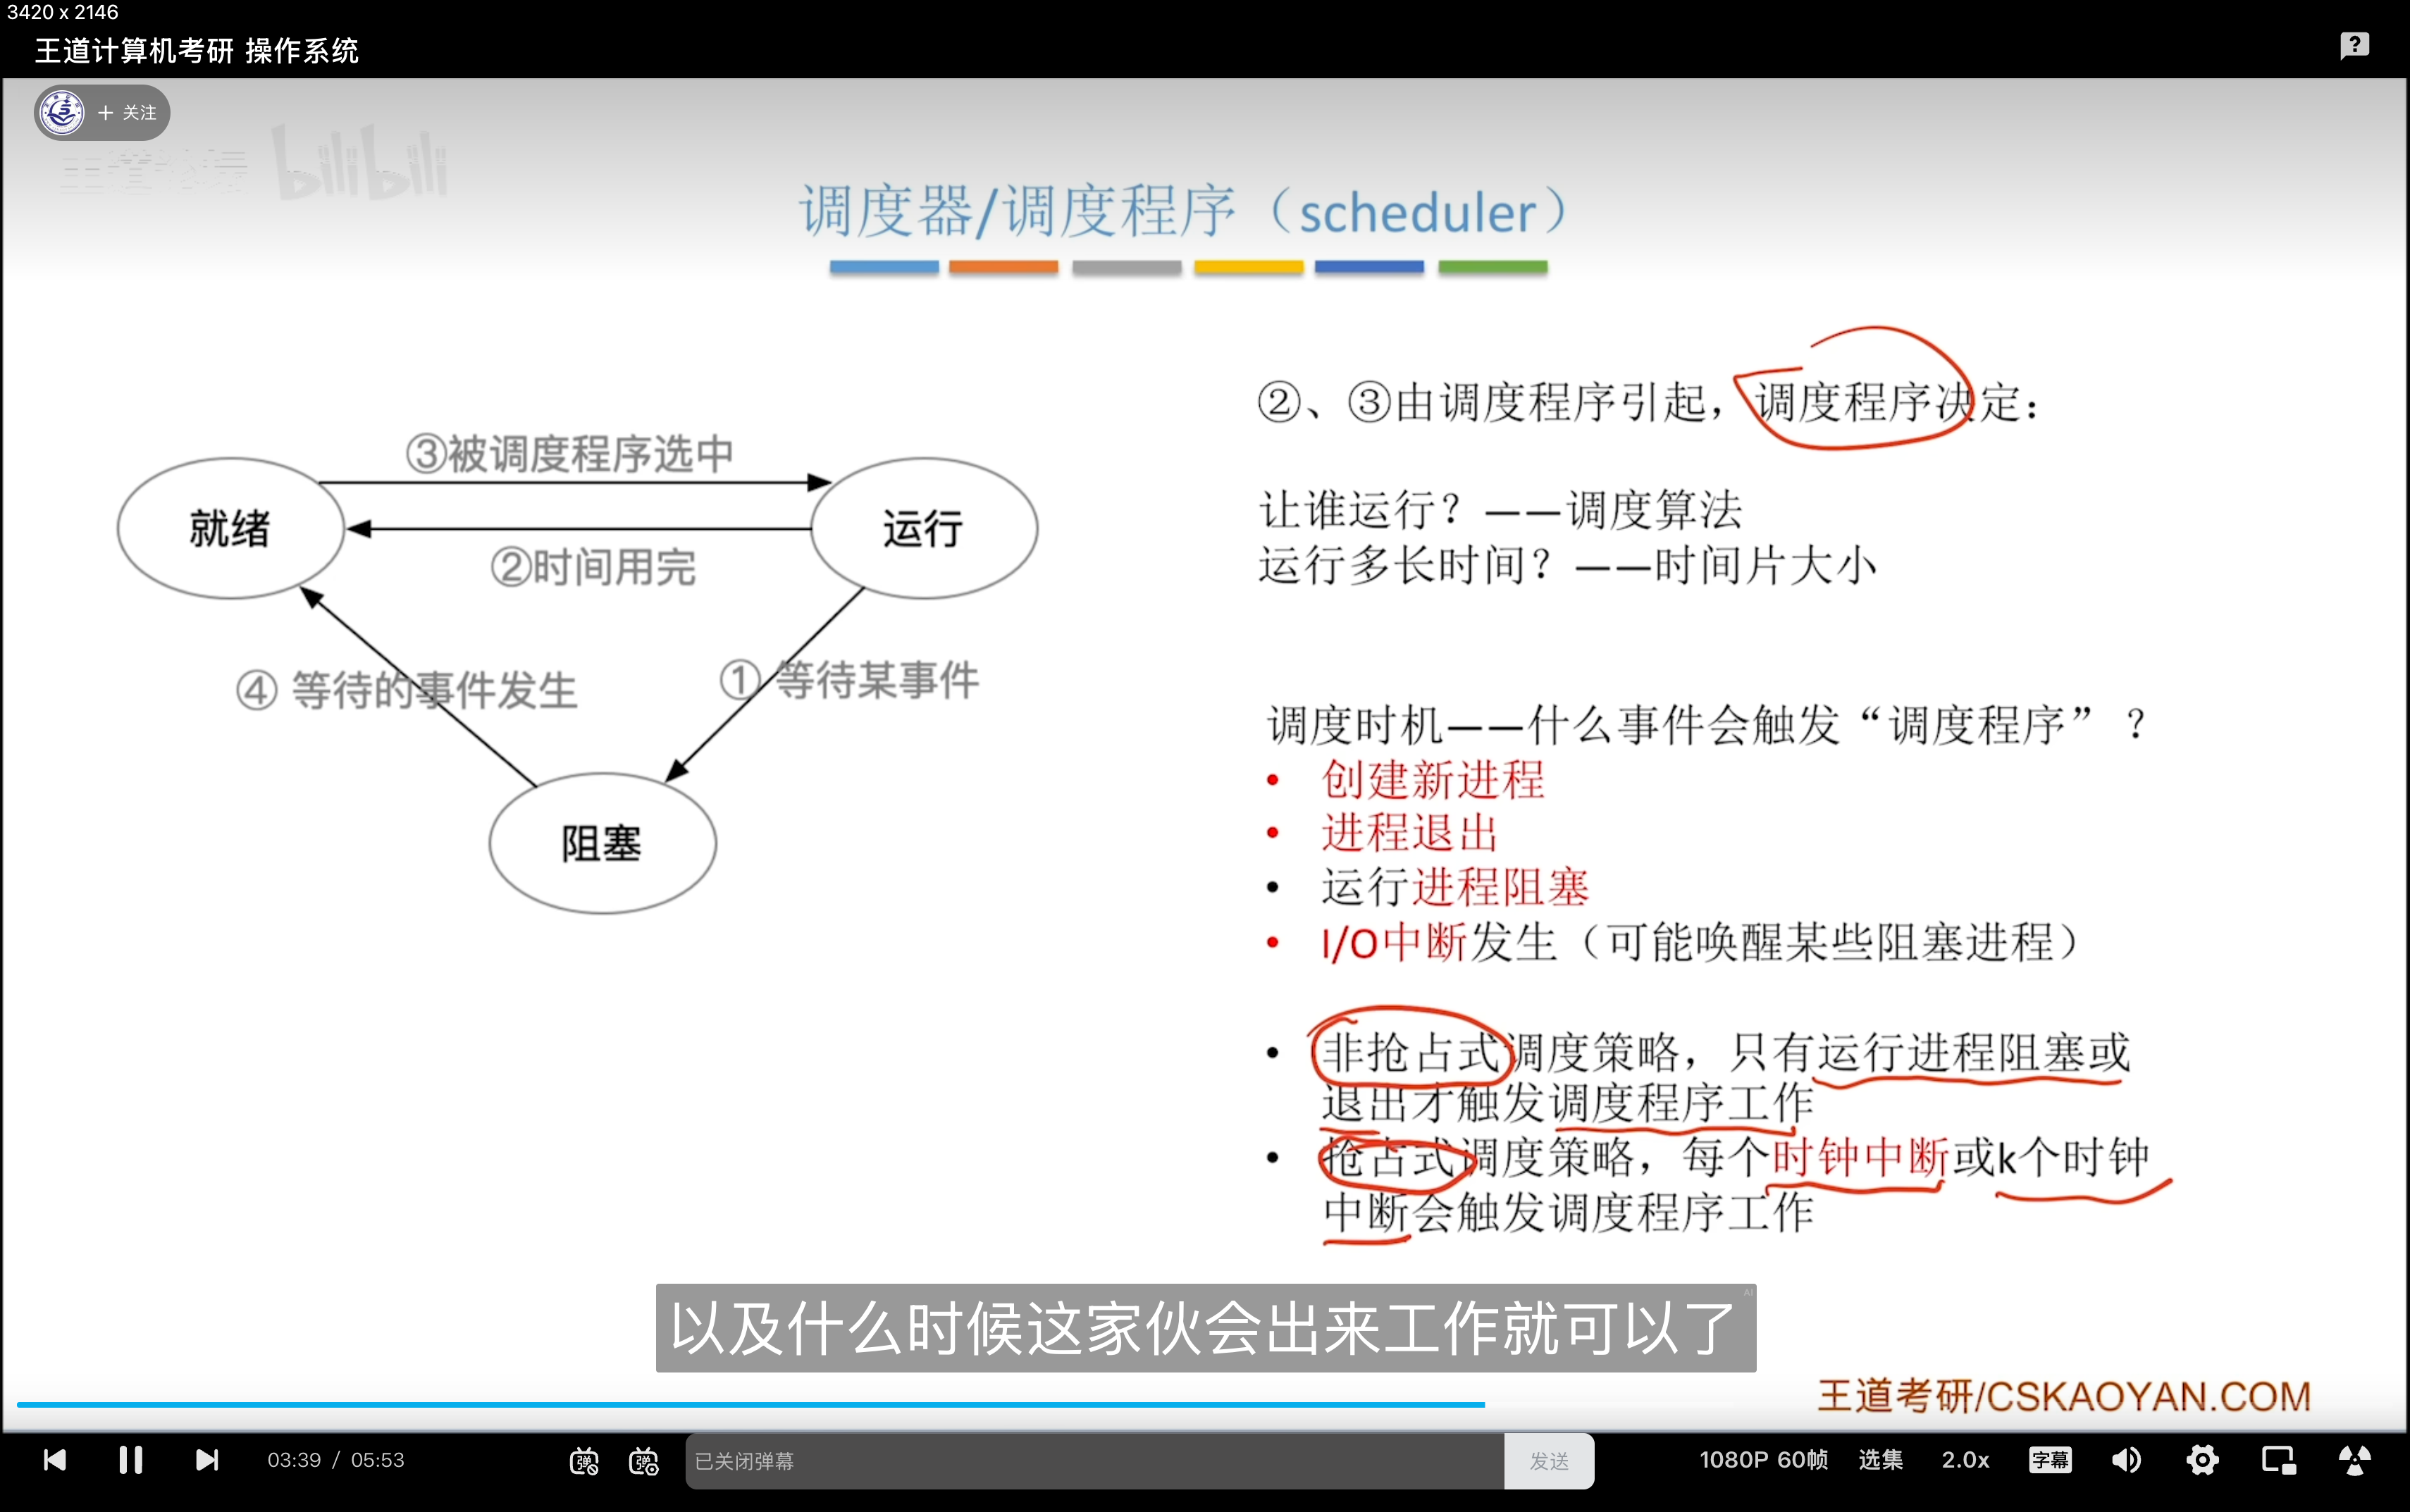 3420 x 2146
王道计算机考研 操作系统
+ 关注
bilibili
调度器/调度程序（scheduler）
②、③由调度程序引起，调度程序决定：
③被调度程序选中
就绪
运行
②时间用完
让谁运行？——调度算法
运行多长时间？——时间片大小
④ 等待的事件发生
① 等待某事件
阻塞
调度时机——什么事件会触发“调度程序”？
• 创建新进程
• 进程退出
• 运行进程阻塞
• I/O中断发生（可能唤醒某些阻塞进程）
• 非抢占式调度策略，只有运行进程阻塞或
退出才触发调度程序工作
• 抢占式调度策略，每个时钟中断或k个时钟
中断会触发调度程序工作
AI
以及什么时候这家伙会出来工作就可以了
王道考研/CSKAOYAN.COM
03:39 / 05:53
弹
弹
已关闭弹幕
发送
1080P 60帧
选集
2.0x
字幕